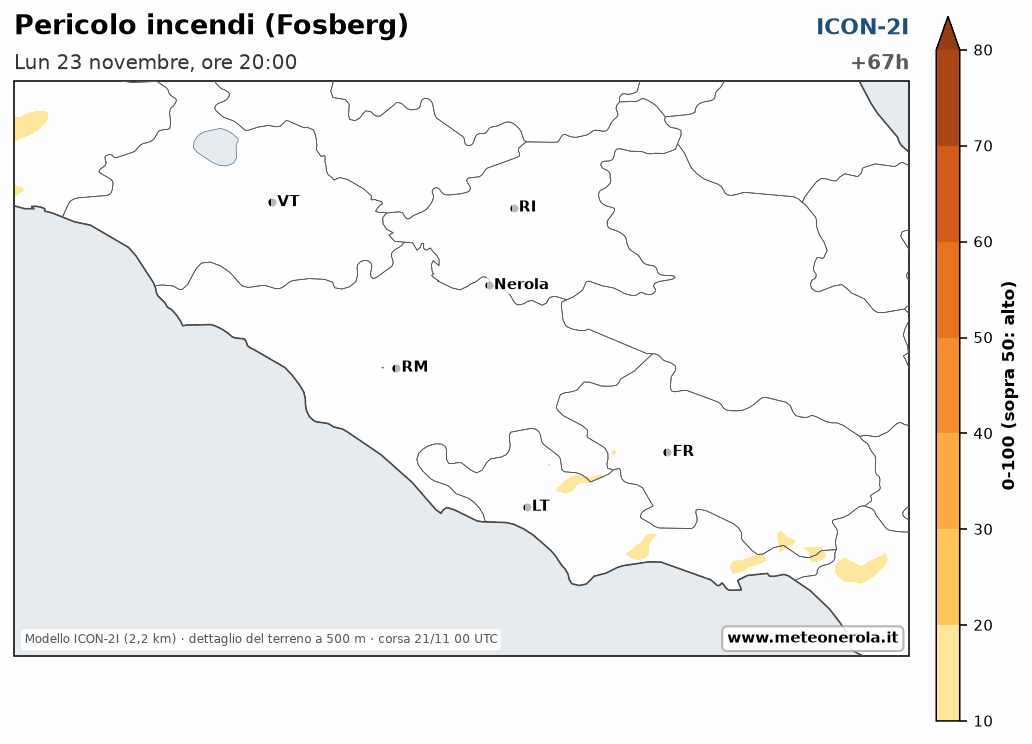 Pericolo incendi (Fosberg)
ICON-2I
Lun 23 novembre, ore 20:00
+67h
VT
RI
Nerola
RM
FR
LT
Modello ICON-2I (2,2 km) · dettaglio del terreno a 500 m · corsa 21/11 00 UTC
www.meteonerola.it
80
70
60
50
40
30
20
10
0-100 (sopra 50: alto)